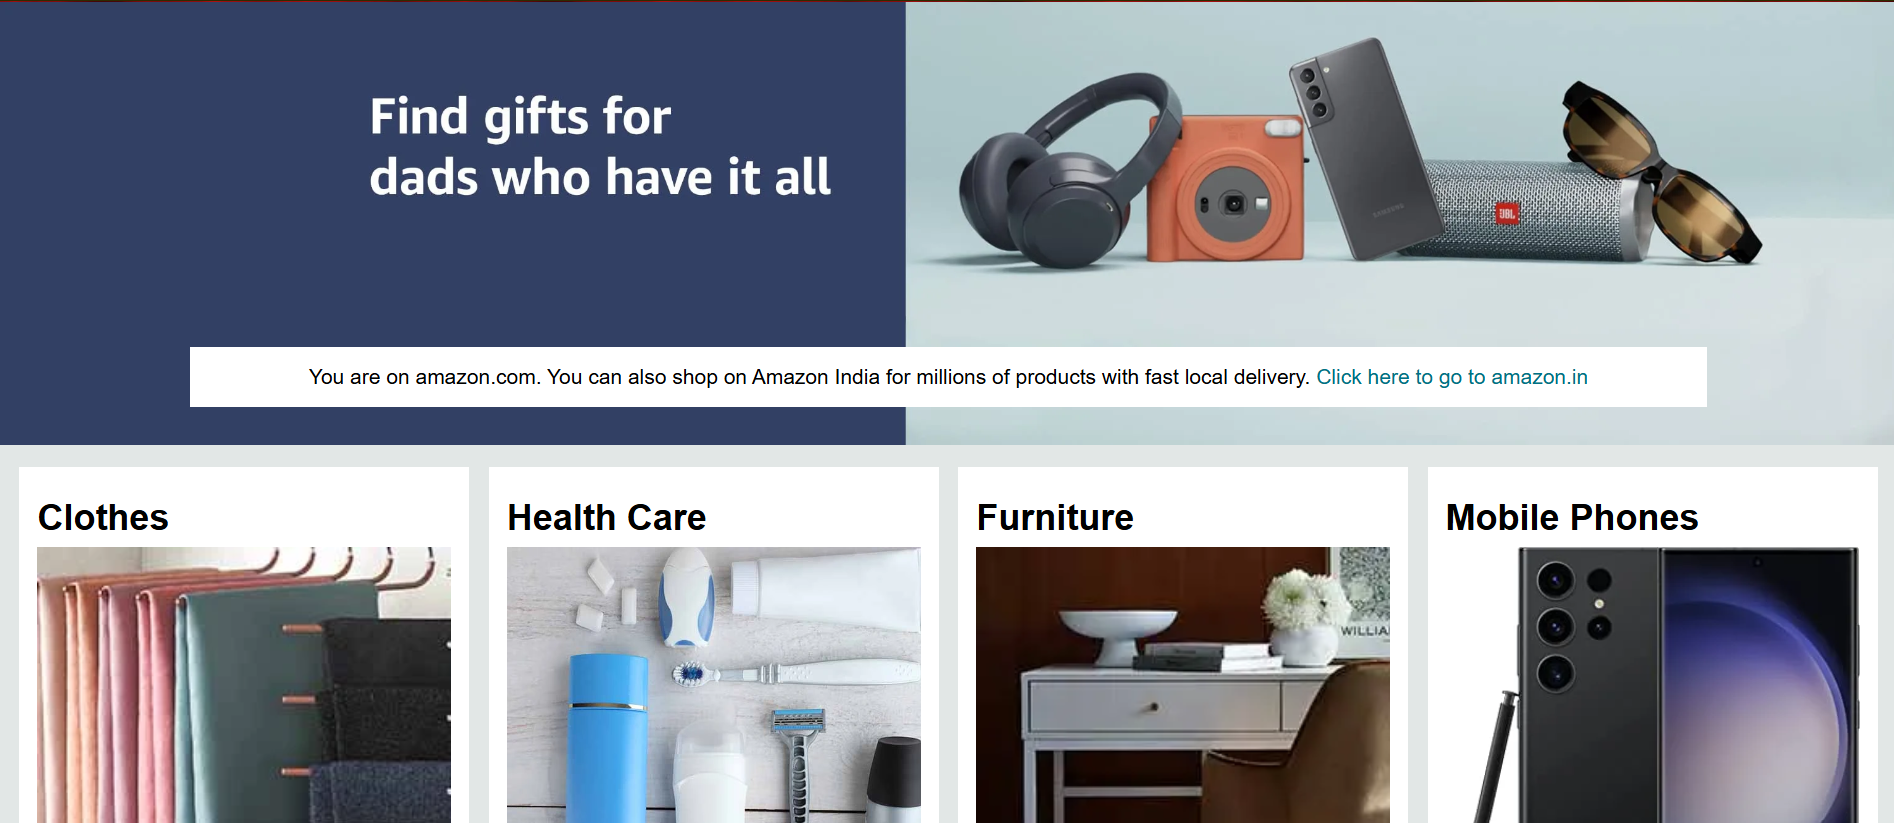 Find gifts for
dads who have it all
SAMSUNG
JBL
You are on amazon.com. You can also shop on Amazon India for millions of products with fast local delivery. Click here to go to amazon.in
Clothes
Health Care
Furniture
Mobile Phones